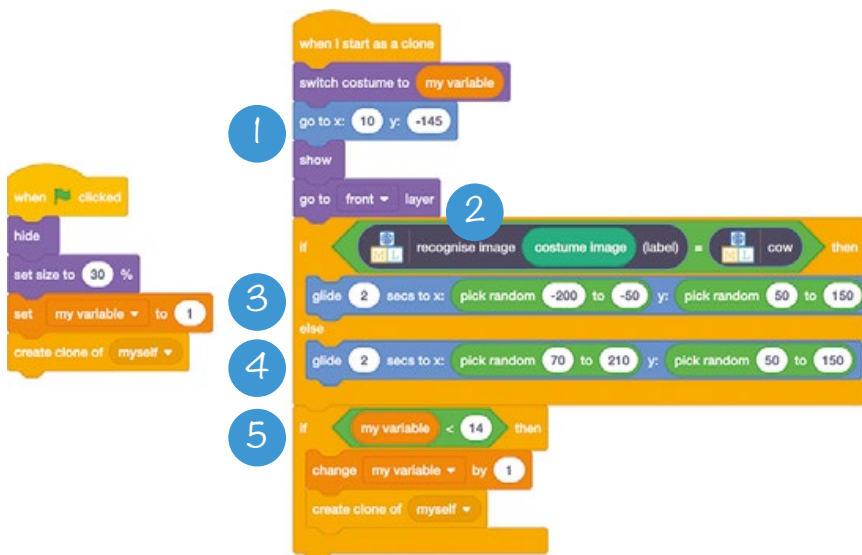 when clicked
hide
set size to 30 %
set my variable to 1
create clone of myself
when I start as a clone
switch costume to my variable
1
go to x: 10 y: -145
show
go to front layer
2
if ML recognise image costume image (label) = ML cow then
3
glide 2 secs to x: pick random -200 to -50 y: pick random 50 to 150
else
4
glide 2 secs to x: pick random 70 to 210 y: pick random 50 to 150
5
if my variable < 14 then
change my variable by 1
create clone of myself